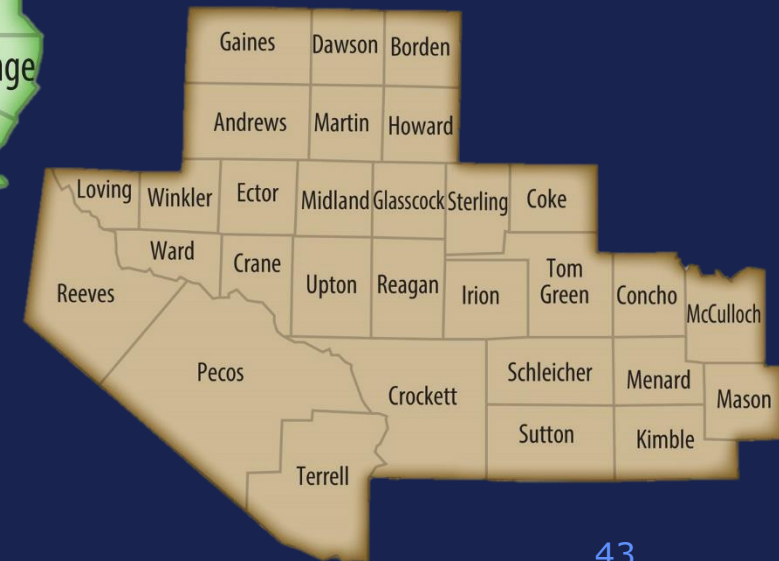 Gaines Dawson Borden
nge
Andrews Martin Howard
Loving Winkler Ector Midland Glasscock Sterling Coke
Ward Crane
Reeves Upton Reagan Irion Tom
Green Concho McCulloch
Pecos Crockett Schleicher Menard Mason
Sutton Kimble
Terrell
43